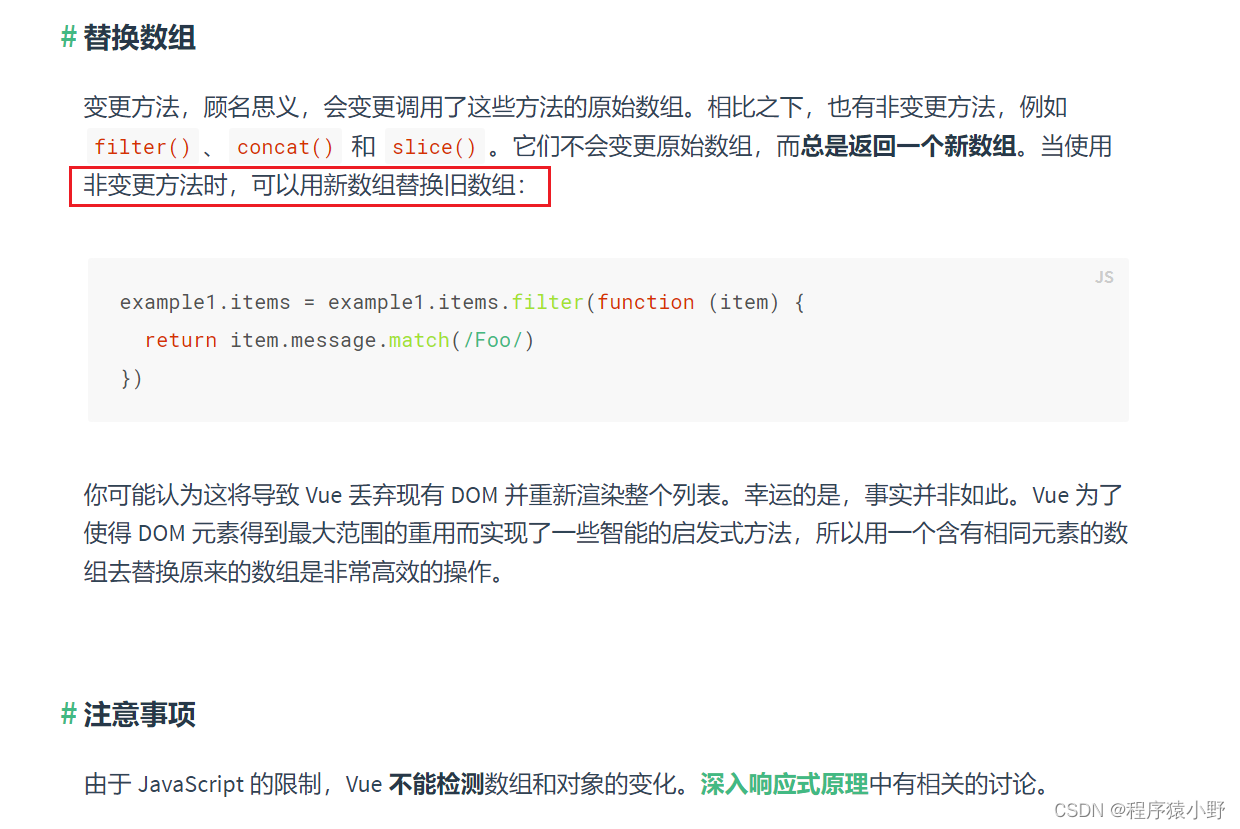 # 替换数组
变更方法，顾名思义，会变更调用了这些方法的原始数组。相比之下，也有非变更方法，例如
filter() 、 concat() 和 slice() 。它们不会变更原始数组，而总是返回一个新数组。当使用
非变更方法时，可以用新数组替换旧数组：
JS
example1.items = example1.items.filter(function (item) {
  return item.message.match(/Foo/)
})
你可能认为这将导致 Vue 丢弃现有 DOM 并重新渲染整个列表。幸运的是，事实并非如此。Vue 为了
使得 DOM 元素得到最大范围的重用而实现了一些智能的启发式方法，所以用一个含有相同元素的数
组去替换原来的数组是非常高效的操作。
# 注意事项
由于 JavaScript 的限制，Vue 不能检测数组和对象的变化。深入响应式原理中有相关的讨论。
CSDN @程序猿小野